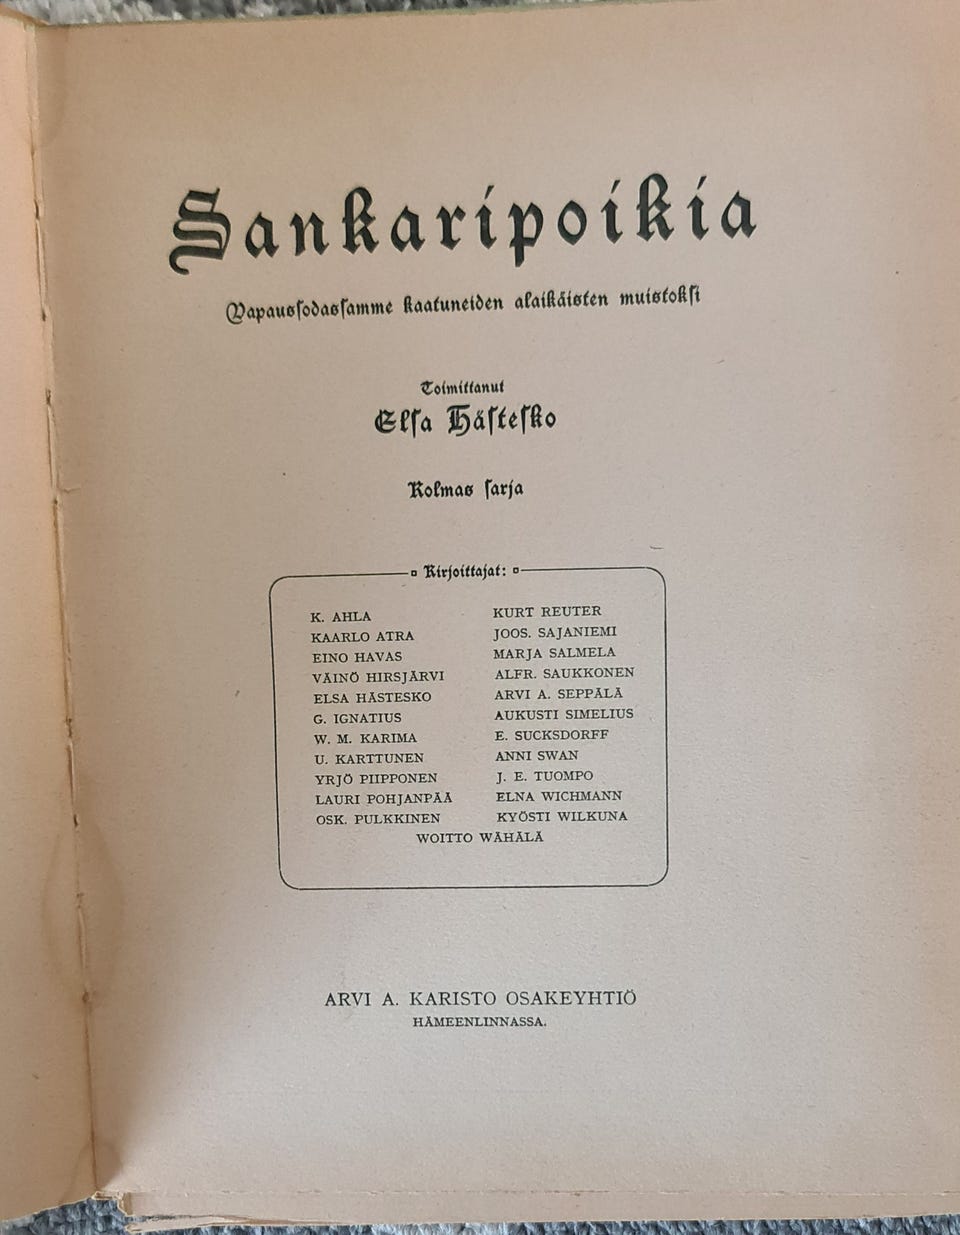 Sankaripoikia
Vapaussodassamme kaatuneiden alaikäisten muistoksi
Toimittanut
Elsa Hästesko
Kolmas sarja
Kirjoittajat:
K. AHLA
KAARLO ATRA
EINO HAVAS
VÄINÖ HIRSJÄRVI
ELSA HÄSTESKO
G. IGNATIUS
W. M. KARIMA
U. KARTTUNEN
YRJÖ PIIPPONEN
LAURI POHJANPÄÄ
OSK. PULKKINEN
KURT REUTER
JOOS. SAJANIEMI
MARJA SALMELA
ALFR. SAUKKONEN
ARVI A. SEPPÄLÄ
AUKUSTI SIMELIUS
E. SUCKSDORFF
ANNI SWAN
J. E. TUOMPO
ELNA WICHMANN
KYÖSTI WILKUNA
WOITTO WÄHÄLÄ
ARVI A. KARISTO OSAKEYHTIÖ
HÄMEENLINNASSA.